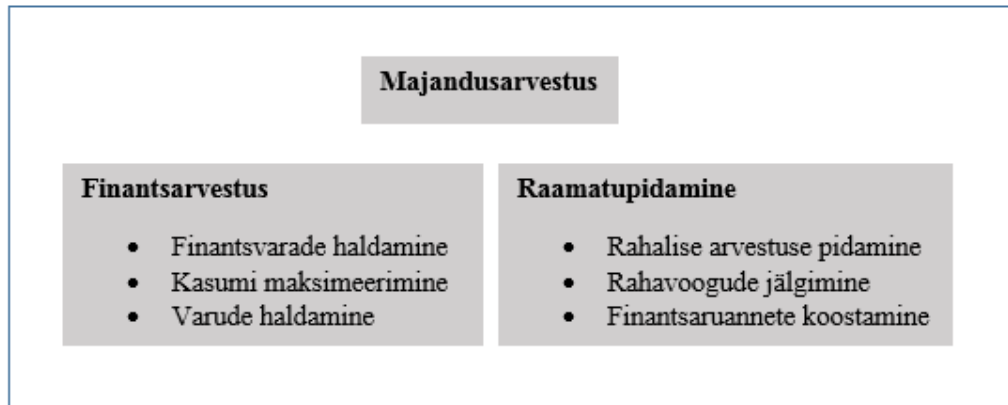 Majandusarvestus
Finantsarvestus
• Finantsvarade haldamine
• Kasumi maksimeerimine
• Varude haldamine
Raamatupidamine
• Rahalise arvestuse pidamine
• Rahavoogude jälgimine
• Finantsaruannete koostamine